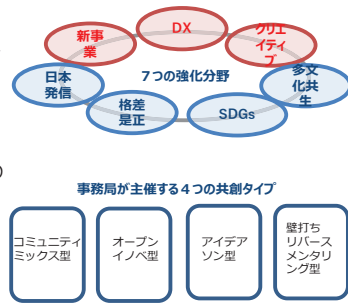 新事
業
DX
クリエ
イティ
ブ
日本
発信
7つの強化分野
多文
化共
生
格差
是正
SDGs
事務局が主催する4つの共創タイプ
コミュニティ
ミックス型
オープン
イノベ型
アイデア
ソン型
壁打ち
リバース
メンタリ
ング型